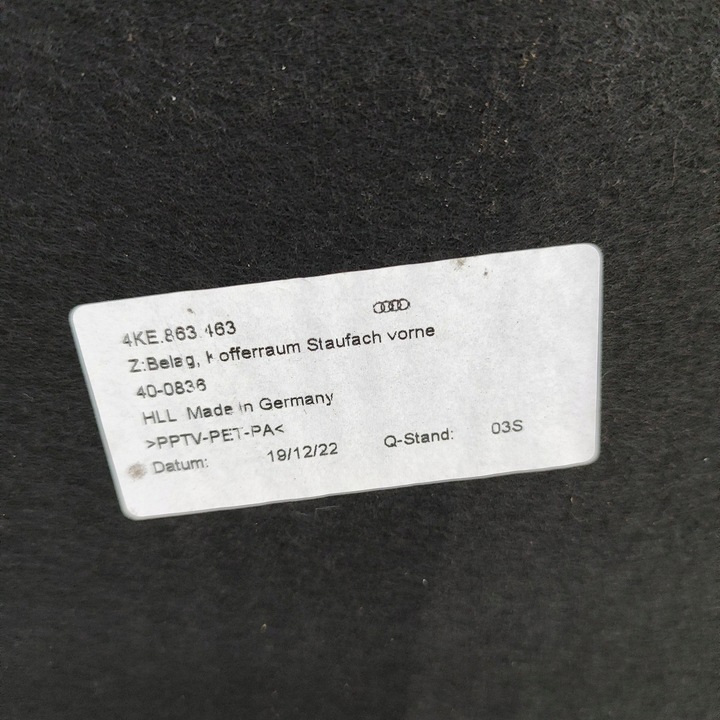 4KE.863.463
Z:Belag, Kofferraum Staufach vorne
40-0836
HLL Made in Germany
>PPTV-PET-PA<
Datum: 19/12/22 Q-Stand: 03S